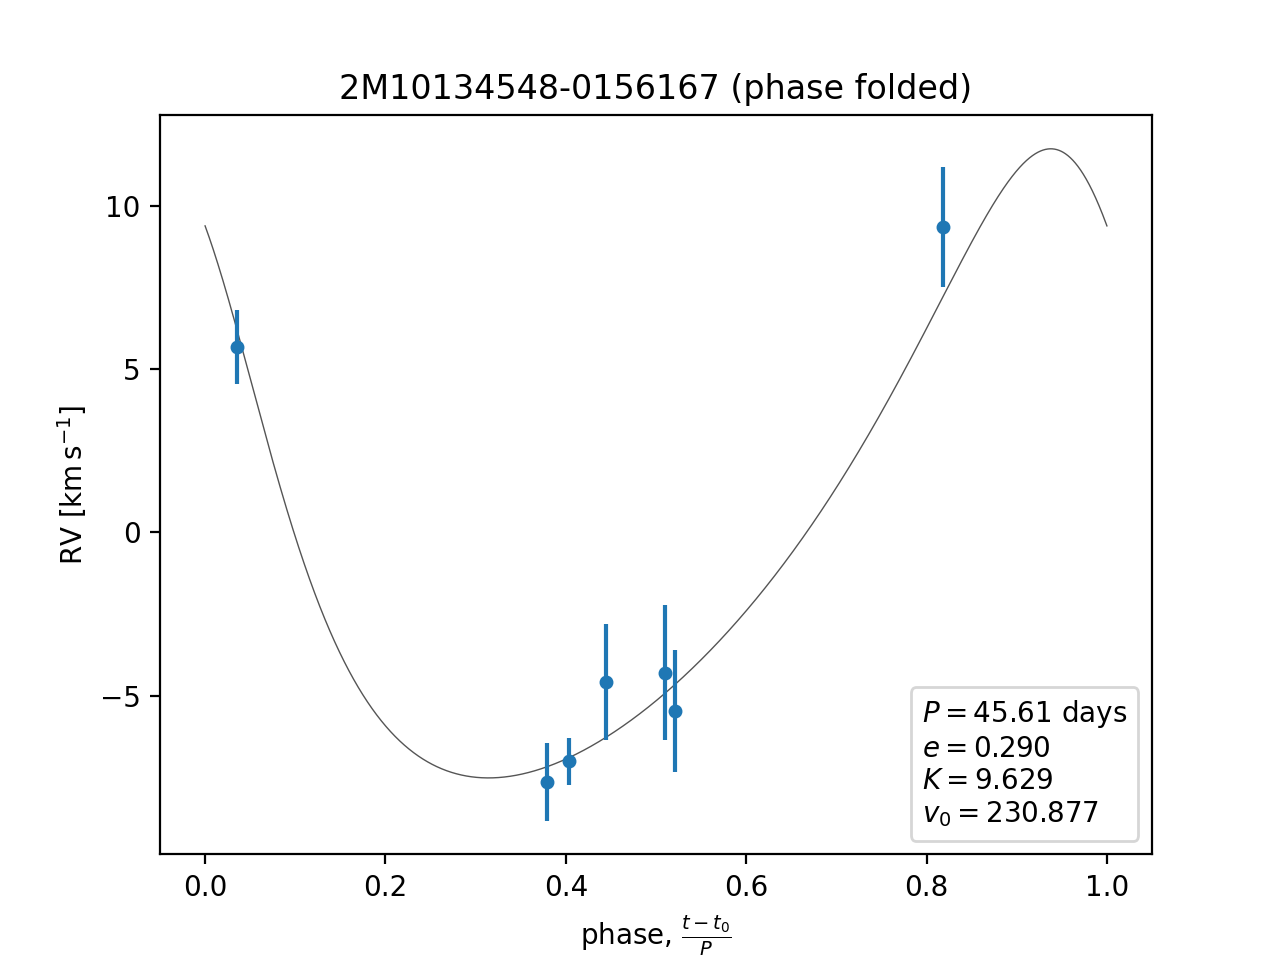 2M10134548-0156167 (phase folded)
RV [km s⁻¹]
10
5
0
−5
P = 45.61 days
e = 0.290
K = 9.629
v₀ = 230.877
0.0 0.2 0.4 0.6 0.8 1.0
phase, (t − t₀)/P